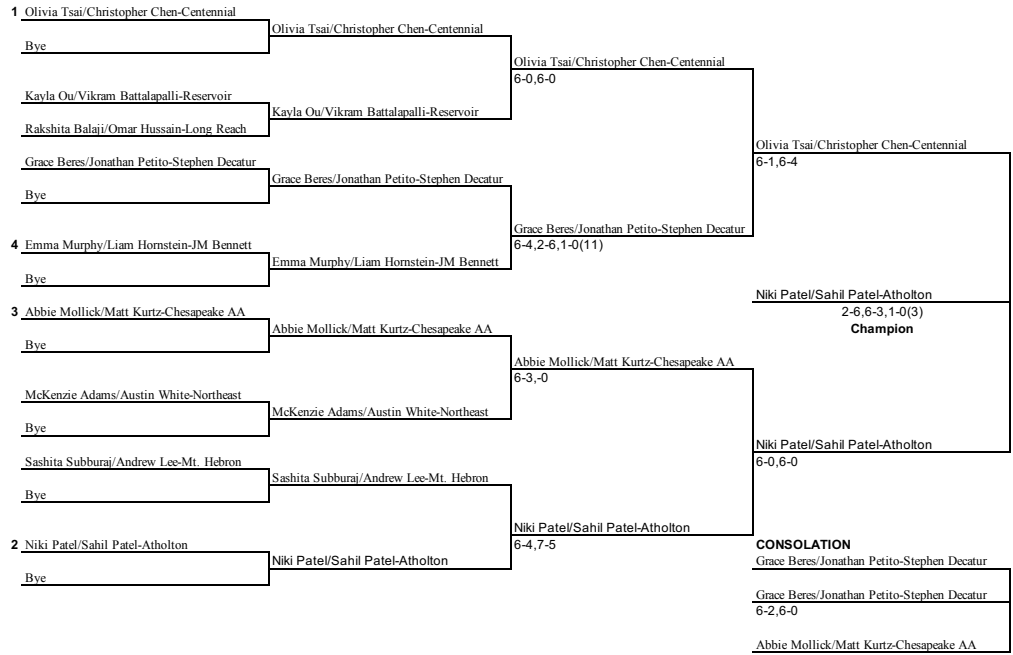 1 Olivia Tsai/Christopher Chen-Centennial
Olivia Tsai/Christopher Chen-Centennial
Bye
Olivia Tsai/Christopher Chen-Centennial
6-0,6-0
Kayla Ou/Vikram Battalapalli-Reservoir
Kayla Ou/Vikram Battalapalli-Reservoir
Rakshita Balaji/Omar Hussain-Long Reach
Olivia Tsai/Christopher Chen-Centennial
6-1,6-4
Grace Beres/Jonathan Petito-Stephen Decatur
Grace Beres/Jonathan Petito-Stephen Decatur
Bye
Grace Beres/Jonathan Petito-Stephen Decatur
6-4,2-6,1-0(11)
4 Emma Murphy/Liam Hornstein-JM Bennett
Emma Murphy/Liam Hornstein-JM Bennett
Bye
Niki Patel/Sahil Patel-Atholton
2-6,6-3,1-0(3)
Champion
3 Abbie Mollick/Matt Kurtz-Chesapeake AA
Abbie Mollick/Matt Kurtz-Chesapeake AA
Bye
Abbie Mollick/Matt Kurtz-Chesapeake AA
6-3,-0
McKenzie Adams/Austin White-Northeast
McKenzie Adams/Austin White-Northeast
Bye
Niki Patel/Sahil Patel-Atholton
6-0,6-0
Sashita Subburaj/Andrew Lee-Mt. Hebron
Sashita Subburaj/Andrew Lee-Mt. Hebron
Bye
Niki Patel/Sahil Patel-Atholton
6-4,7-5
2 Niki Patel/Sahil Patel-Atholton
Niki Patel/Sahil Patel-Atholton
Bye
CONSOLATION
Grace Beres/Jonathan Petito-Stephen Decatur
Grace Beres/Jonathan Petito-Stephen Decatur
6-2,6-0
Abbie Mollick/Matt Kurtz-Chesapeake AA